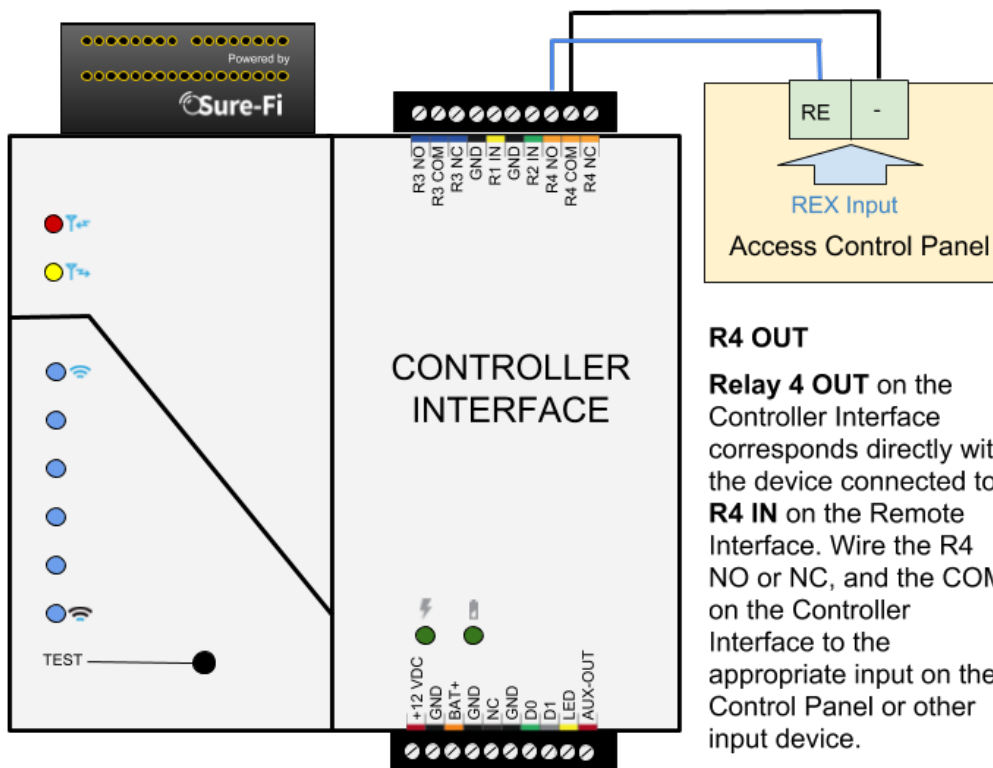 Powered by
Sure-Fi
R3 NO
R3 COM
R3 NC
GND
R1 IN
GND
R2 IN
R4 NO
R4 COM
R4 NC
RE
-
REX Input
Access Control Panel
CONTROLLER
INTERFACE
TEST
+12 VDC
GND
BAT+
GND
NC
GND
D0
D1
LED
AUX-OUT
R4 OUT
Relay 4 OUT on the
Controller Interface
corresponds directly wit
the device connected to
R4 IN on the Remote
Interface. Wire the R4
NO or NC, and the COM
on the Controller
Interface to the
appropriate input on the
Control Panel or other
input device.